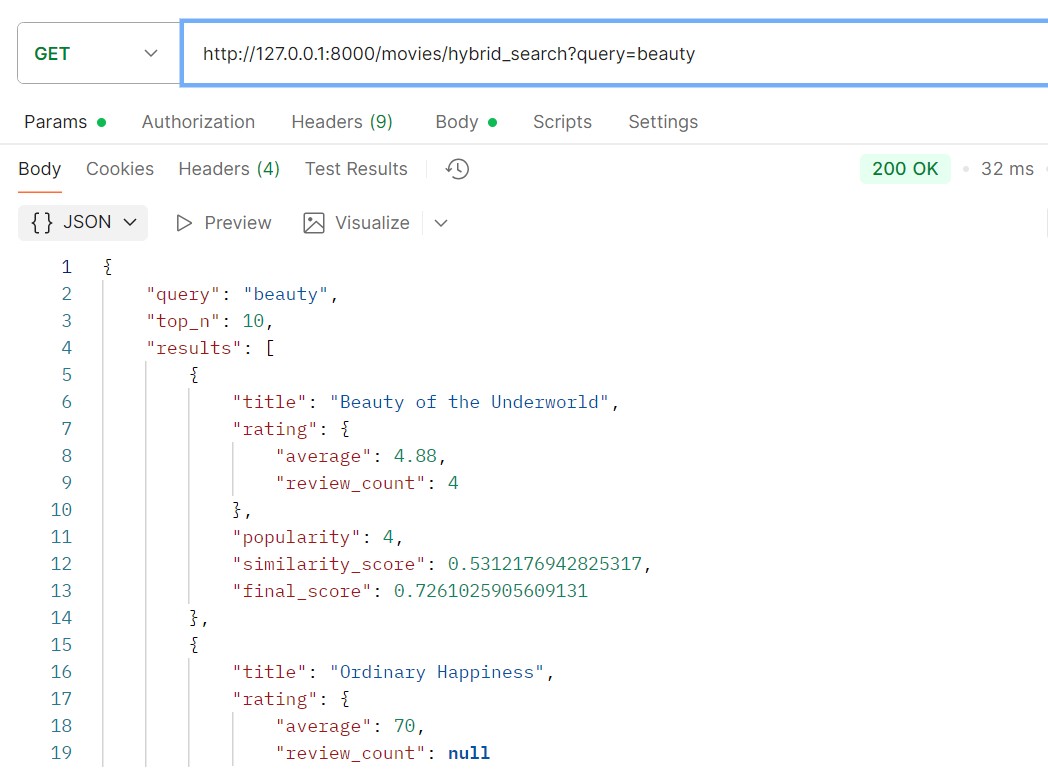 GET http://127.0.0.1:8000/movies/hybrid_search?query=beauty
Params Authorization Headers (9) Body Scripts Settings
Body Cookies Headers (4) Test Results 200 OK 32 ms
{} JSON Preview Visualize
1 {
2 "query": "beauty",
3 "top_n": 10,
4 "results": [
5 {
6 "title": "Beauty of the Underworld",
7 "rating": {
8 "average": 4.88,
9 "review_count": 4
10 },
11 "popularity": 4,
12 "similarity_score": 0.5312176942825317,
13 "final_score": 0.7261025905609131
14 },
15 {
16 "title": "Ordinary Happiness",
17 "rating": {
18 "average": 70,
19 "review_count": null